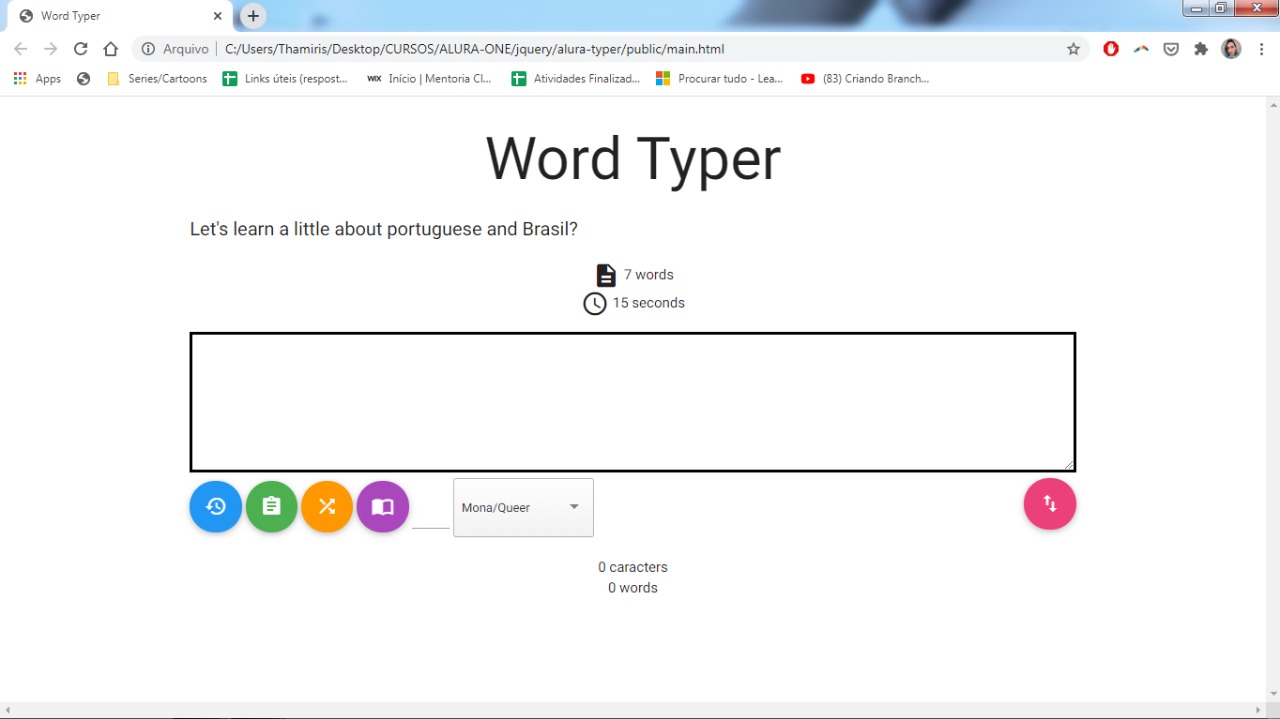 Word Typer
Arquivo | C:/Users/Thamiris/Desktop/CURSOS/ALURA-ONE/jquery/alura-typer/public/main.html
Apps Series/Cartoons Links úteis (respost... WIX Início | Mentoria Cl... Atividades Finalizad... Procurar tudo - Lea... (83) Criando Branch...
Word Typer
Let's learn a little about portuguese and Brasil?
7 words
15 seconds
Mona/Queer
0 caracters
0 words